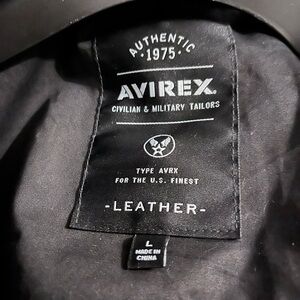 AUTHENTIC
·1975·
AVIREX
CIVILIAN & MILITARY TAILORS
TYPE AVRX
FOR THE U.S. FINEST
-LEATHER-
L
MADE IN
CHINA